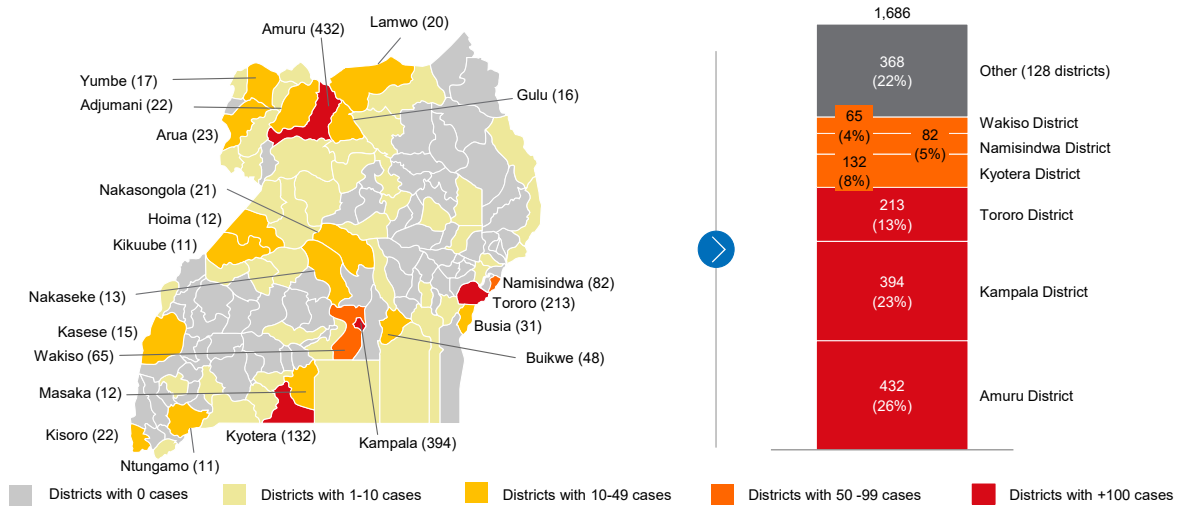 Amuru (432)
Lamwo (20)
Yumbe (17)
Adjumani (22)
Arua (23)
Gulu (16)
Nakasongola (21)
Hoima (12)
Kikuube (11)
Nakaseke (13)
Kasese (15)
Wakiso (65)
Masaka (12)
Kisoro (22)
Ntungamo (11)
Kyotera (132)
Kampala (394)
Namisindwa (82)
Tororo (213)
Busia (31)
Buikwe (48)
1,686
368
(22%)
Other (128 districts)
65
(4%)
Wakiso District
82
(5%)
Namisindwa District
132
(8%)
Kyotera District
213
(13%)
Tororo District
394
(23%)
Kampala District
432
(26%)
Amuru District
Districts with 0 cases
Districts with 1-10 cases
Districts with 10-49 cases
Districts with 50 -99 cases
Districts with +100 cases